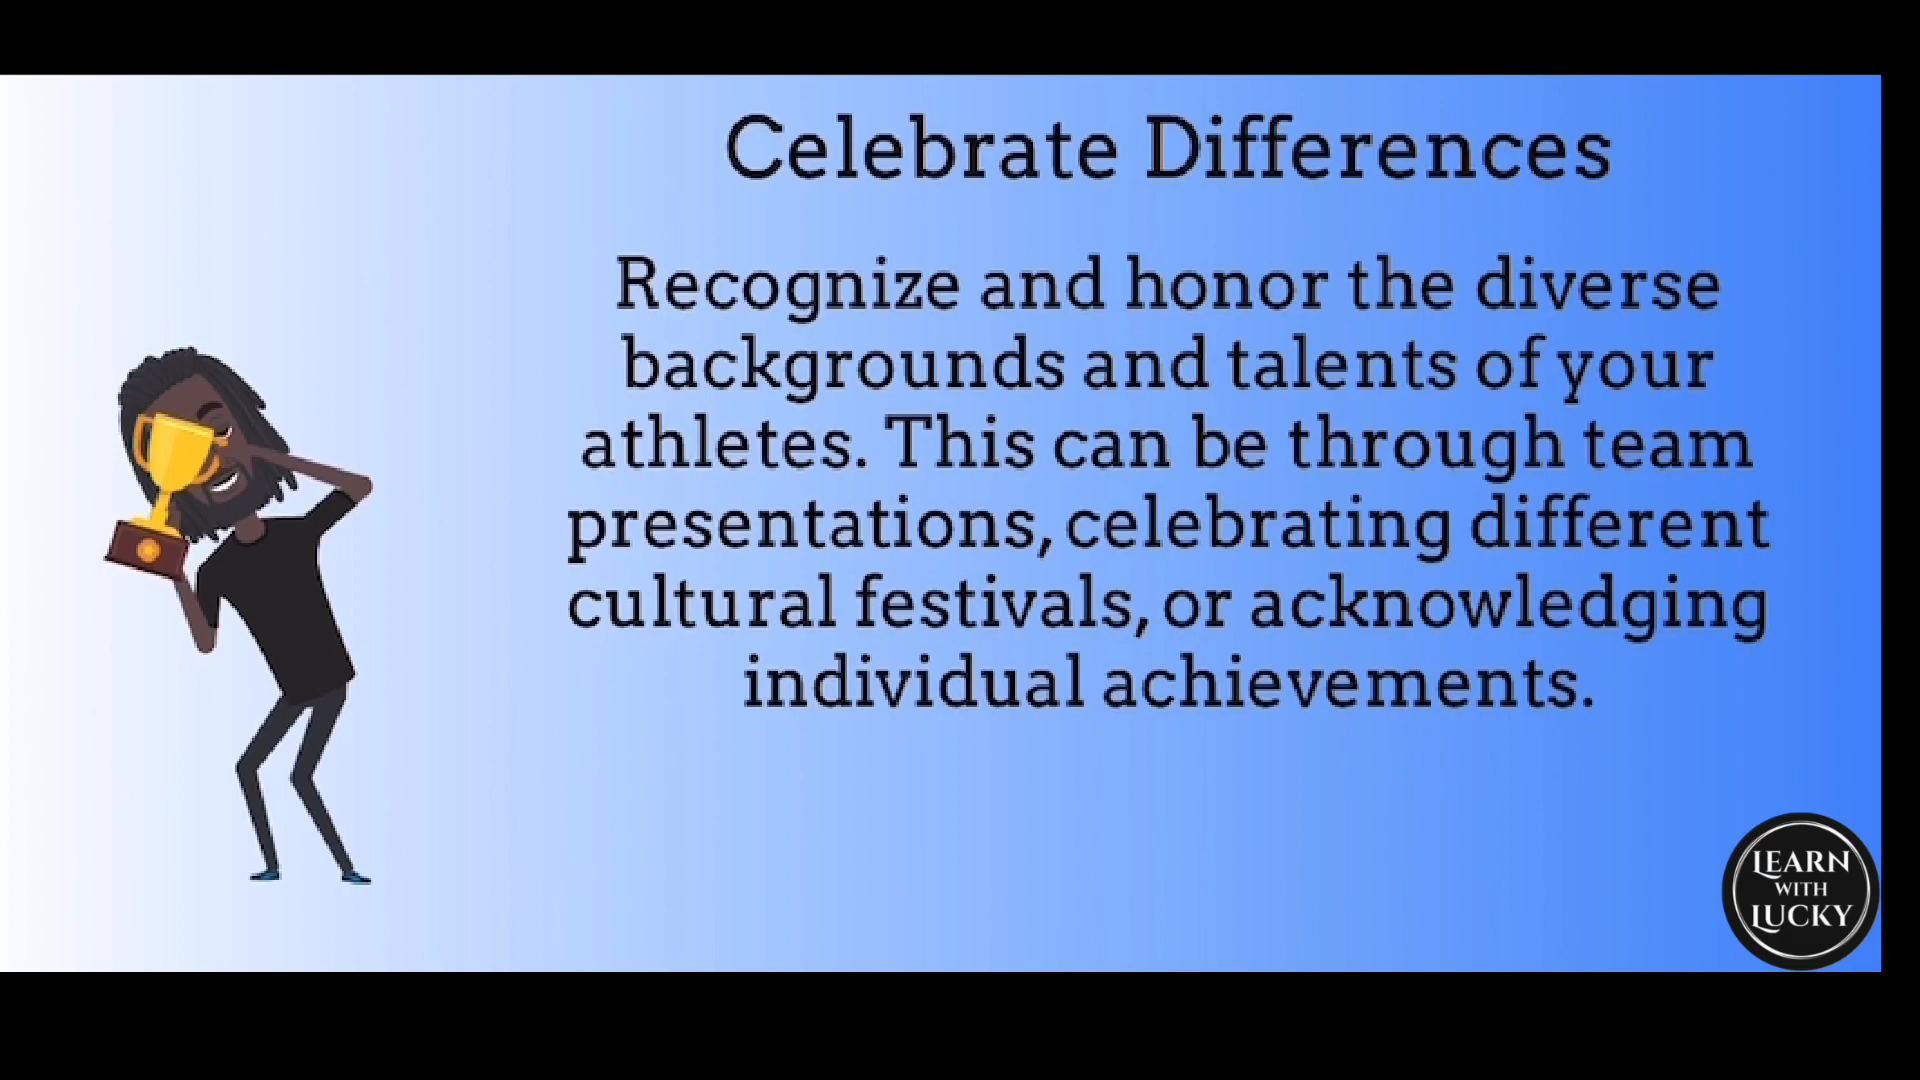 Celebrate Differences
Recognize and honor the diverse
backgrounds and talents of your
athletes. This can be through team
presentations, celebrating different
cultural festivals, or acknowledging
individual achievements.
LEARN
WITH
LUCKY